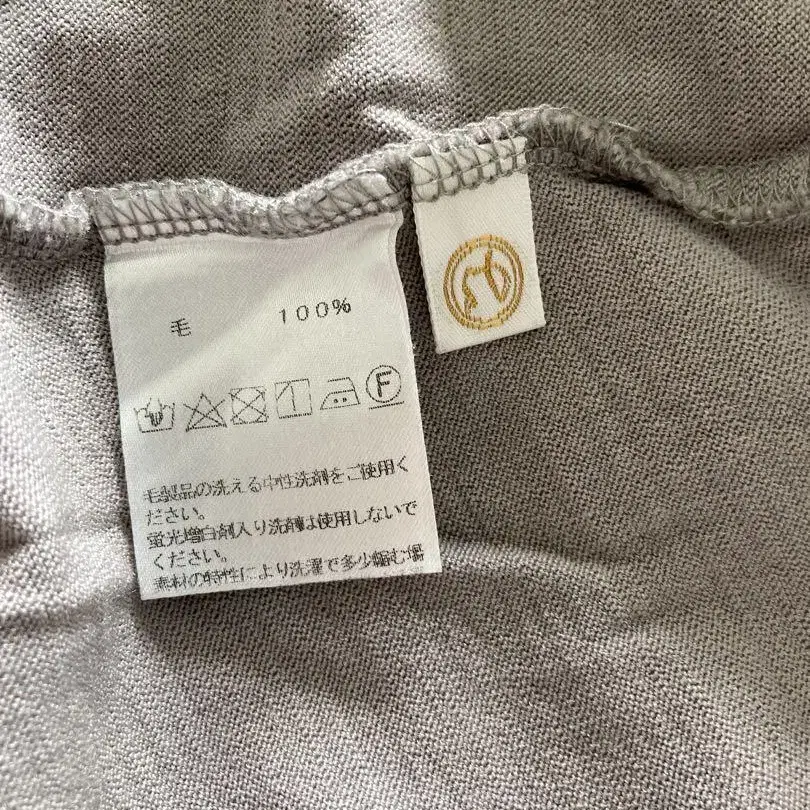 毛 100%
F
毛製品の洗える中性洗剤をご使用く
ださい。
蛍光増白剤入り洗剤は使用しないで
ください。
素材の特性により洗濯で多少縮む場